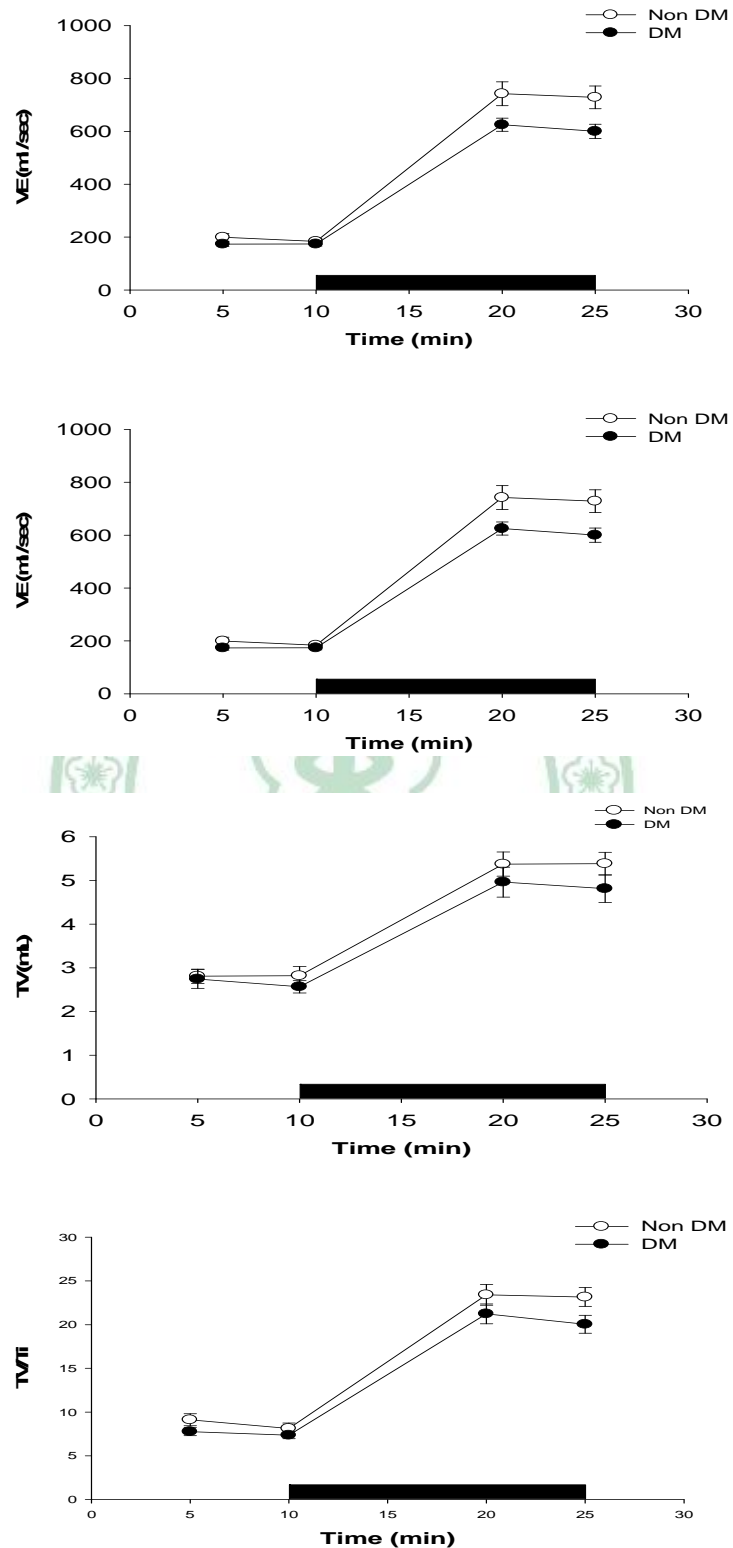 Non DM
DM
1000
800
600
400
200
0
VE(ml/sec)
0 5 10 15 20 25 30
Time (min)
Non DM
DM
1000
800
600
400
200
0
VE(ml/sec)
0 5 10 15 20 25 30
Time (min)
Non DM
DM
6
5
4
3
2
1
0
TV(mL)
0 5 10 15 20 25 30
Time (min)
Non DM
DM
30
25
20
15
10
5
0
TV/Ti
0 5 10 15 20 25 30
Time (min)